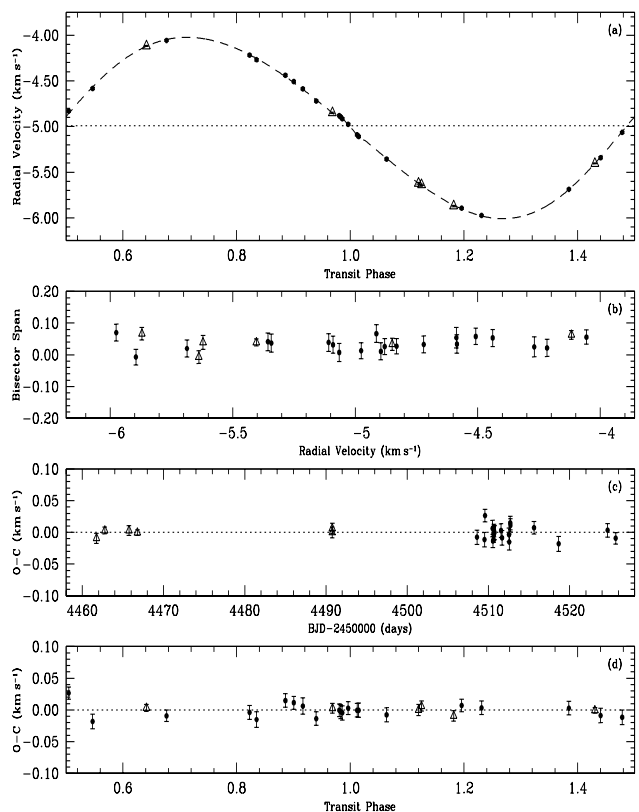 (a)
Radial Velocity (km s⁻¹)
−4.00
−4.50
−5.00
−5.50
−6.00
0.6 0.8 1.0 1.2 1.4
Transit Phase
(b)
Bisector Span
0.20
0.10
0.00
−0.10
−0.20
−6 −5.5 −5 −4.5 −4
Radial Velocity (km s⁻¹)
(c)
O−C (km s⁻¹)
0.10
0.05
0.00
−0.05
−0.10
4460 4470 4480 4490 4500 4510 4520
BJD−2450000 (days)
(d)
O−C (km s⁻¹)
0.10
0.05
0.00
−0.05
−0.10
0.6 0.8 1.0 1.2 1.4
Transit Phase